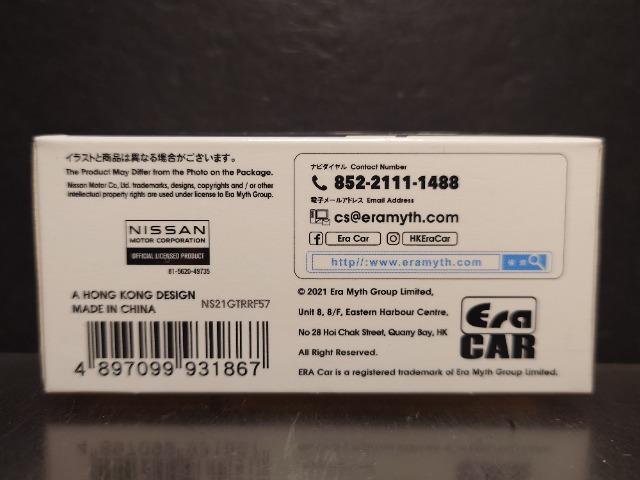 イラストと商品は異なる場合がございます。
The Product May Differ from the Photo on the Package.
Nissan Motor Co, Ltd. trademarks, designs, copyrights and / or other
intellectual property rights are used under license to Era Myth Group.
NISSAN
MOTOR CORPORATION
OFFICIAL LICENSED PRODUCT
81-5620-49735
A HONG KONG DESIGN
MADE IN CHINA
NS21GTRRF57
4 897099 931867
ナビダイヤル Contact Number
852-2111-1488
電子メールアドレス Email Address
cs@eramyth.com
Era Car
HKEraCar
http//:www.eramyth.com
検索
© 2021 Era Myth Group Limited,
Unit 8, 8/F, Eastern Harbour Centre,
No 28 Hoi Chak Street, Quarry Bay, HK
All Right Reserved.
ERA Car is a registered trademark of Era Myth Group Limited.
Era
CAR